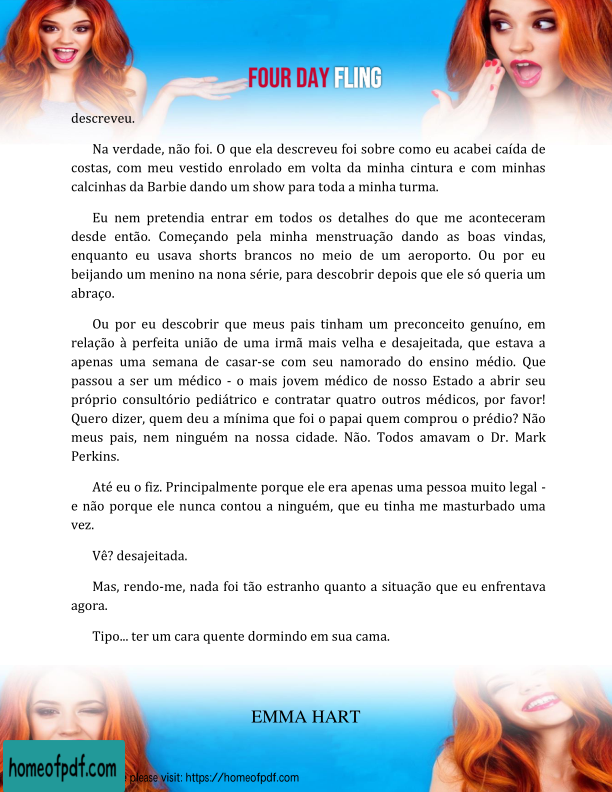 FOUR DAY FLING
descreveu.
Na verdade, não foi. O que ela descreveu foi sobre como eu acabei caída de
costas, com meu vestido enrolado em volta da minha cintura e com minhas
calcinhas da Barbie dando um show para toda a minha turma.
Eu nem pretendia entrar em todos os detalhes do que me aconteceram
desde então. Começando pela minha menstruação dando as boas vindas,
enquanto eu usava shorts brancos no meio de um aeroporto. Ou por eu
beijando um menino na nona série, para descobrir depois que ele só queria um
abraço.
Ou por eu descobrir que meus pais tinham um preconceito genuíno, em
relação à perfeita união de uma irmã mais velha e desajeitada, que estava a
apenas uma semana de casar-se com seu namorado do ensino médio. Que
passou a ser um médico - o mais jovem médico de nosso Estado a abrir seu
próprio consultório pediátrico e contratar quatro outros médicos, por favor!
Quero dizer, quem deu a mínima que foi o papai quem comprou o prédio? Não
meus pais, nem ninguém na nossa cidade. Não. Todos amavam o Dr. Mark
Perkins.
Até eu o fiz. Principalmente porque ele era apenas uma pessoa muito legal -
e não porque ele nunca contou a ninguém, que eu tinha me masturbado uma
vez.
Vê? desajeitada.
Mas, rendo-me, nada foi tão estranho quanto a situação que eu enfrentava
agora.
Tipo... ter um cara quente dormindo em sua cama.
EMMA HART
homeofpdf.com
please visit: https://homeofpdf.com